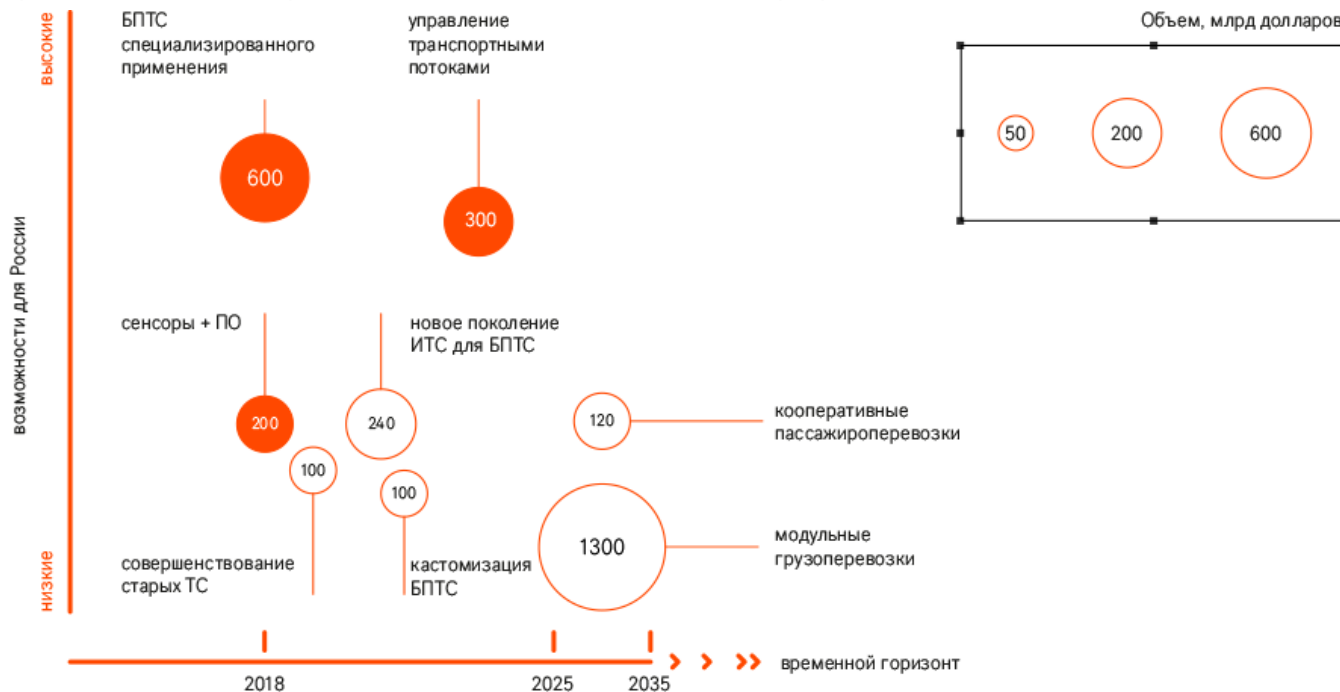 БПТС
специализированного
применения
управление
транспортными
потоками
Объем, млрд долларов
высокие
50
200
600
600
300
возможности для России
сенсоры + ПО
новое поколение
ИТС для БПТС
200
240
120
кооперативные
пассажироперевозки
100
100
1300
модульные
грузоперевозки
совершенствование
старых ТС
кастомизация
БПТС
низкие
временной горизонт
2018
2025
2035